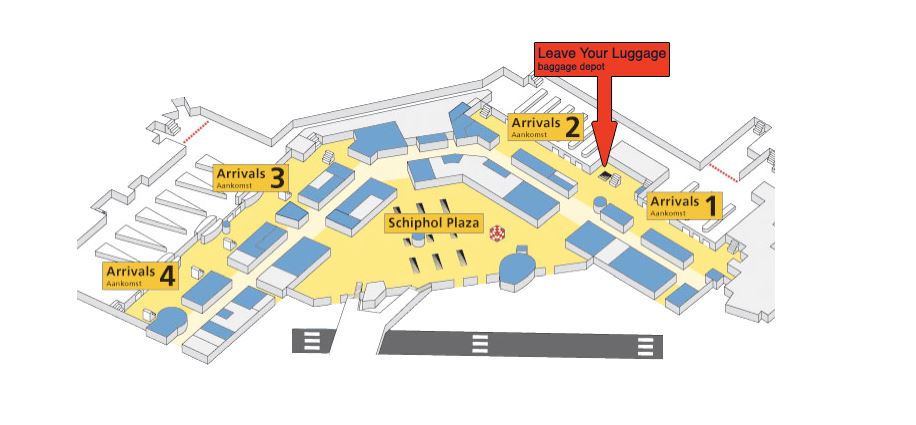 Leave Your Luggage
baggage depot
Arrivals 2
Aankomst
Arrivals 3
Aankomst
Arrivals 1
Aankomst
Schiphol Plaza
Arrivals 4
Aankomst